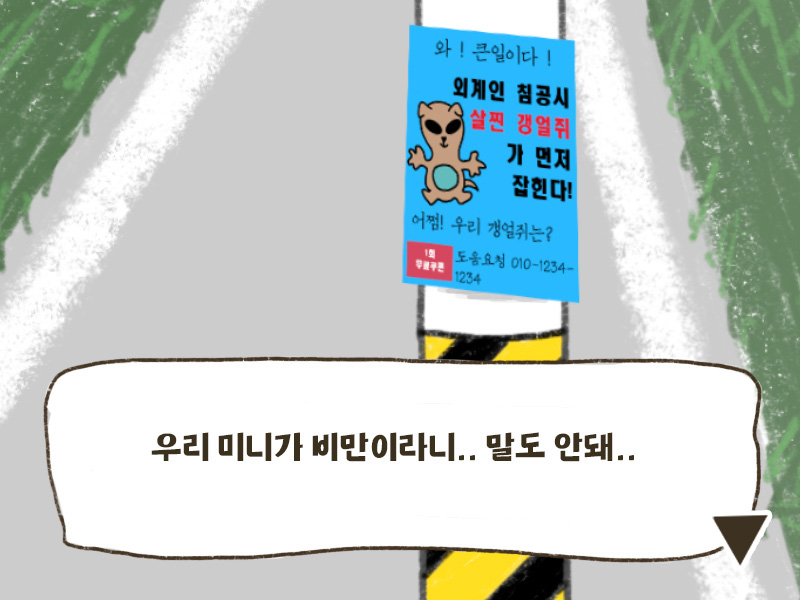 와 ! 큰일이다 !
외계인 침공시
살찐 갱얼쥐
가 먼저
잡힌다!
어쩜! 우리 갱얼쥐는?
1회
무료쿠폰
도움요청 010-1234-
1234
우리 미니가 비만이라니.. 말도 안돼..